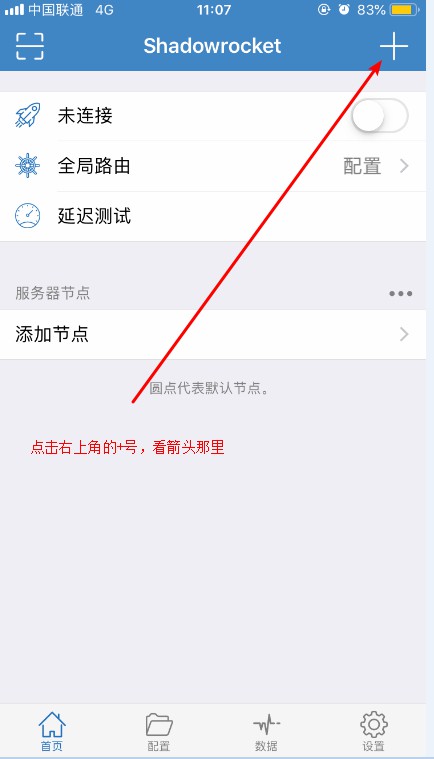 中国联通 4G 11:07 83%
Shadowrocket
未连接
全局路由 配置
延迟测试
服务器节点
添加节点
圆点代表默认节点。
点击右上角的+号，看箭头那里
首页 配置 数据 设置